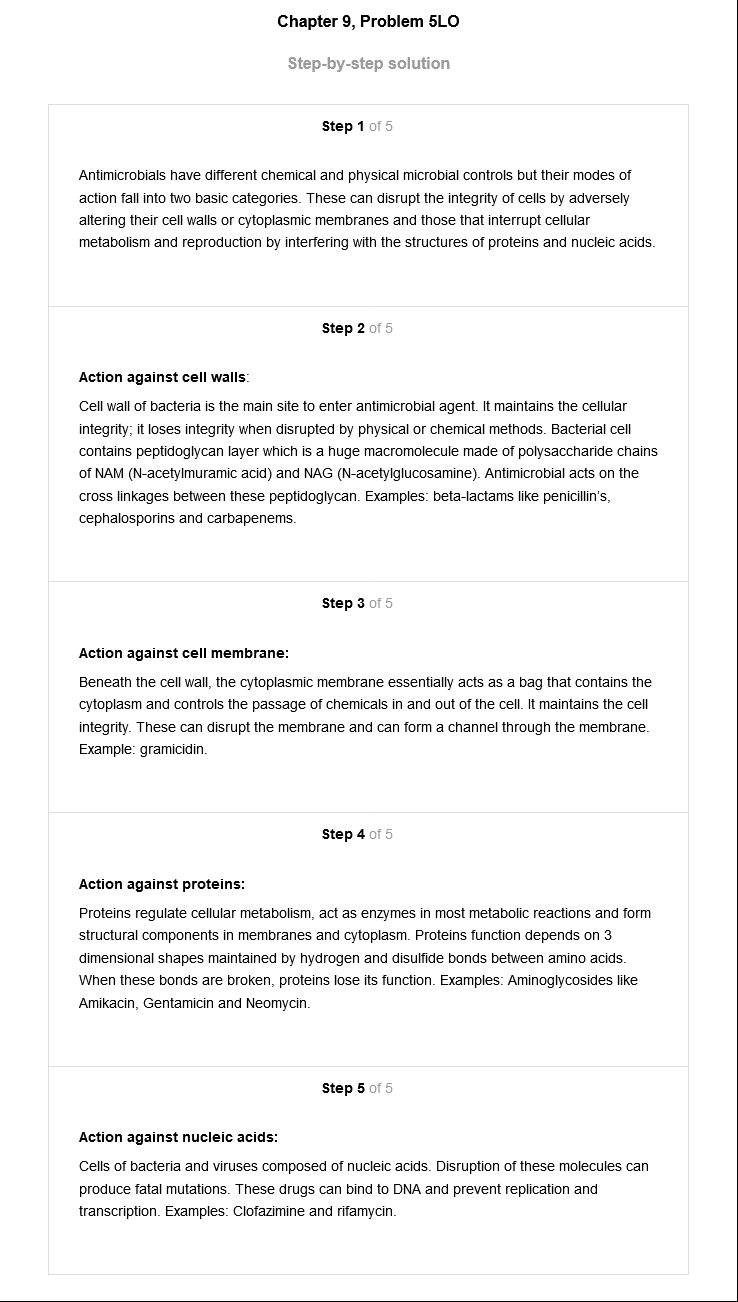 Chapter 9, Problem 5LO
Step-by-step solution
Step 1 of 5
Antimicrobials have different chemical and physical microbial controls but their modes of
action fall into two basic categories. These can disrupt the integrity of cells by adversely
altering their cell walls or cytoplasmic membranes and those that interrupt cellular
metabolism and reproduction by interfering with the structures of proteins and nucleic acids.
Step 2 of 5
Action against cell walls:
Cell wall of bacteria is the main site to enter antimicrobial agent. It maintains the cellular
integrity; it loses integrity when disrupted by physical or chemical methods. Bacterial cell
contains peptidoglycan layer which is a huge macromolecule made of polysaccharide chains
of NAM (N-acetylmuramic acid) and NAG (N-acetylglucosamine). Antimicrobial acts on the
cross linkages between these peptidoglycan. Examples: beta-lactams like penicillin's,
cephalosporins and carbapenems.
Step 3 of 5
Action against cell membrane:
Beneath the cell wall, the cytoplasmic membrane essentially acts as a bag that contains the
cytoplasm and controls the passage of chemicals in and out of the cell. It maintains the cell
integrity. These can disrupt the membrane and can form a channel through the membrane.
Example: gramicidin.
Step 4 of 5
Action against proteins:
Proteins regulate cellular metabolism, act as enzymes in most metabolic reactions and form
structural components in membranes and cytoplasm. Proteins function depends on 3
dimensional shapes maintained by hydrogen and disulfide bonds between amino acids.
When these bonds are broken, proteins lose its function. Examples: Aminoglycosides like
Amikacin, Gentamicin and Neomycin.
Step 5 of 5
Action against nucleic acids:
Cells of bacteria and viruses composed of nucleic acids. Disruption of these molecules can
produce fatal mutations. These drugs can bind to DNA and prevent replication and
transcription. Examples: Clofazimine and rifamycin.